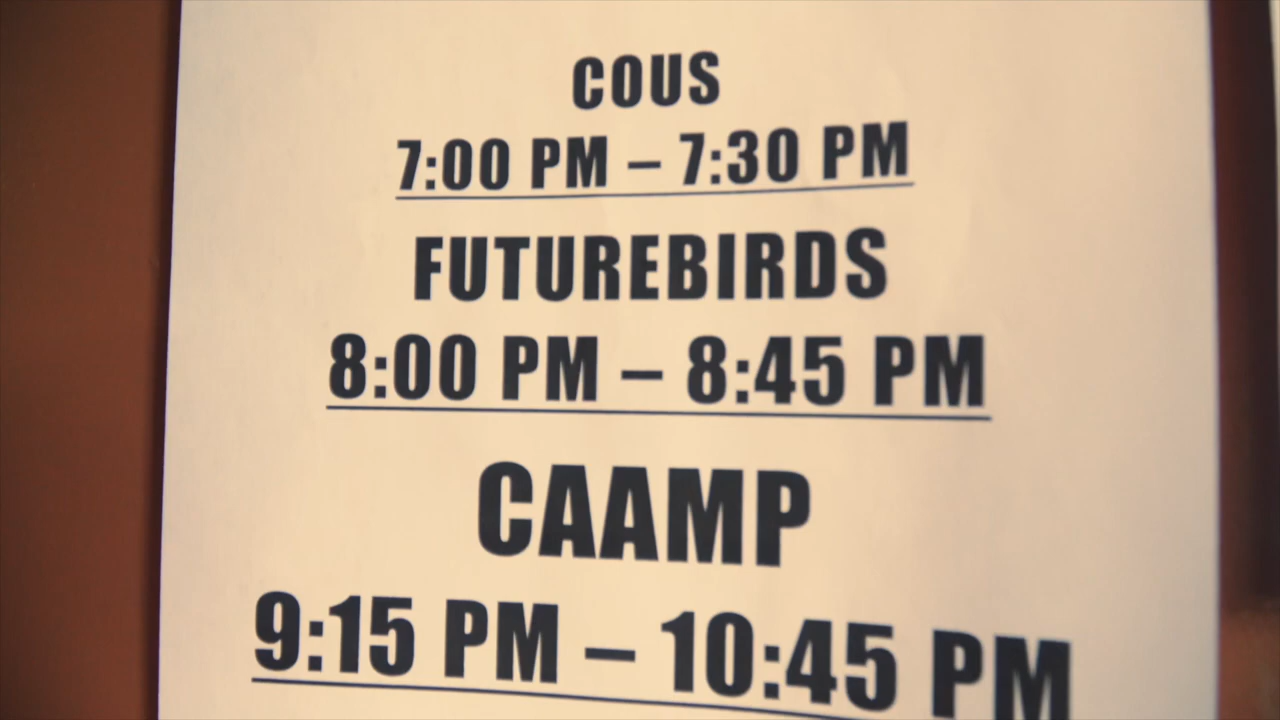 COUS
7:00 PM – 7:30 PM
FUTUREBIRDS
8:00 PM – 8:45 PM
CAAMP
9:15 PM – 10:45 PM